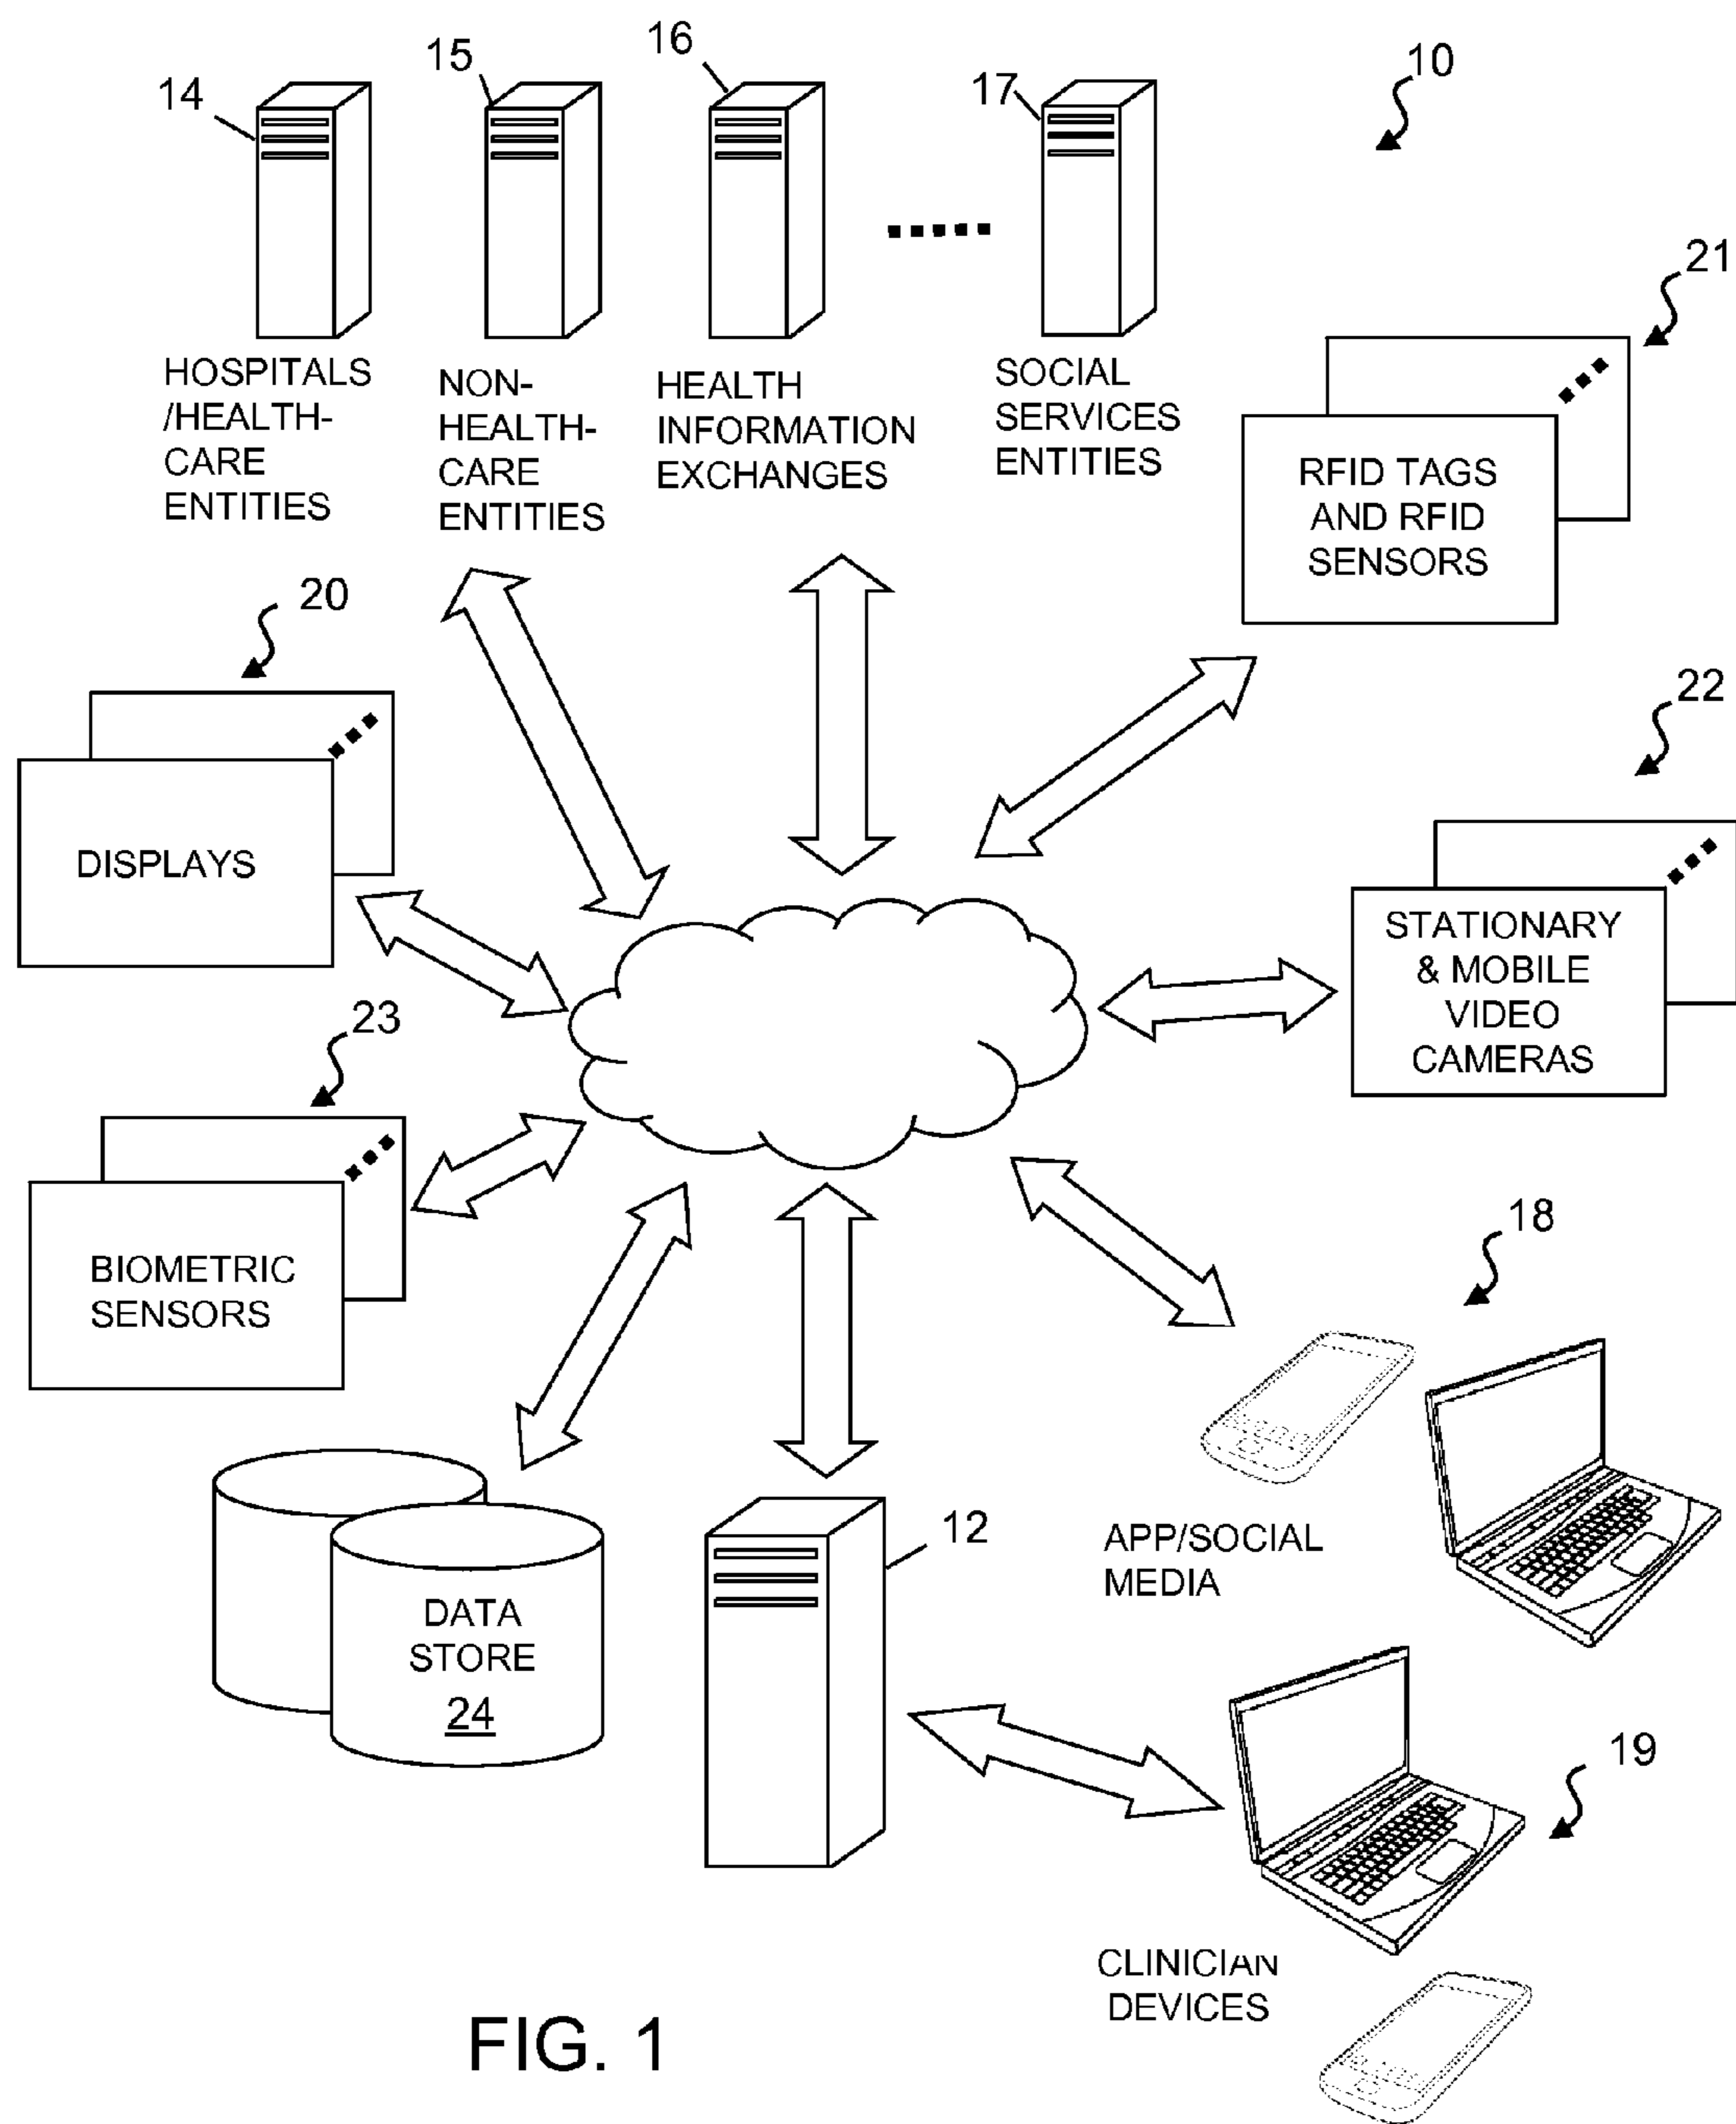 10
14
15
16
17
HOSPITALS
/HEALTH-
CARE
ENTITIES
NON-
HEALTH-
CARE
ENTITIES
HEALTH
INFORMATION
EXCHANGES
SOCIAL
SERVICES
ENTITIES
21
RFID TAGS
AND RFID
SENSORS
20
DISPLAYS
22
STATIONARY
& MOBILE
VIDEO
CAMERAS
23
BIOMETRIC
SENSORS
18
APP/SOCIAL
MEDIA
DATA
STORE
24
12
19
CLINICIAN
DEVICES
FIG. 1